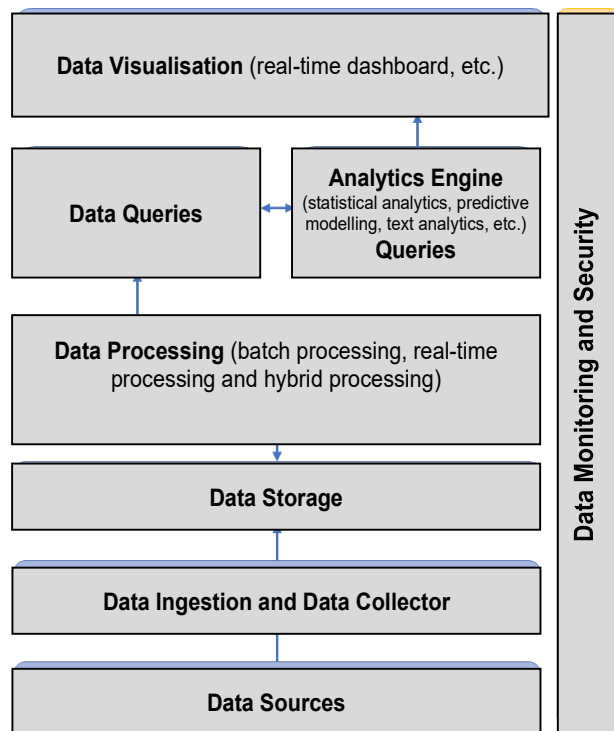 Data Visualisation (real-time dashboard, etc.)
Data Queries
Analytics Engine
(statistical analytics, predictive
modelling, text analytics, etc.)
Queries
Data Processing (batch processing, real-time
processing and hybrid processing)
Data Storage
Data Ingestion and Data Collector
Data Sources
Data Monitoring and Security